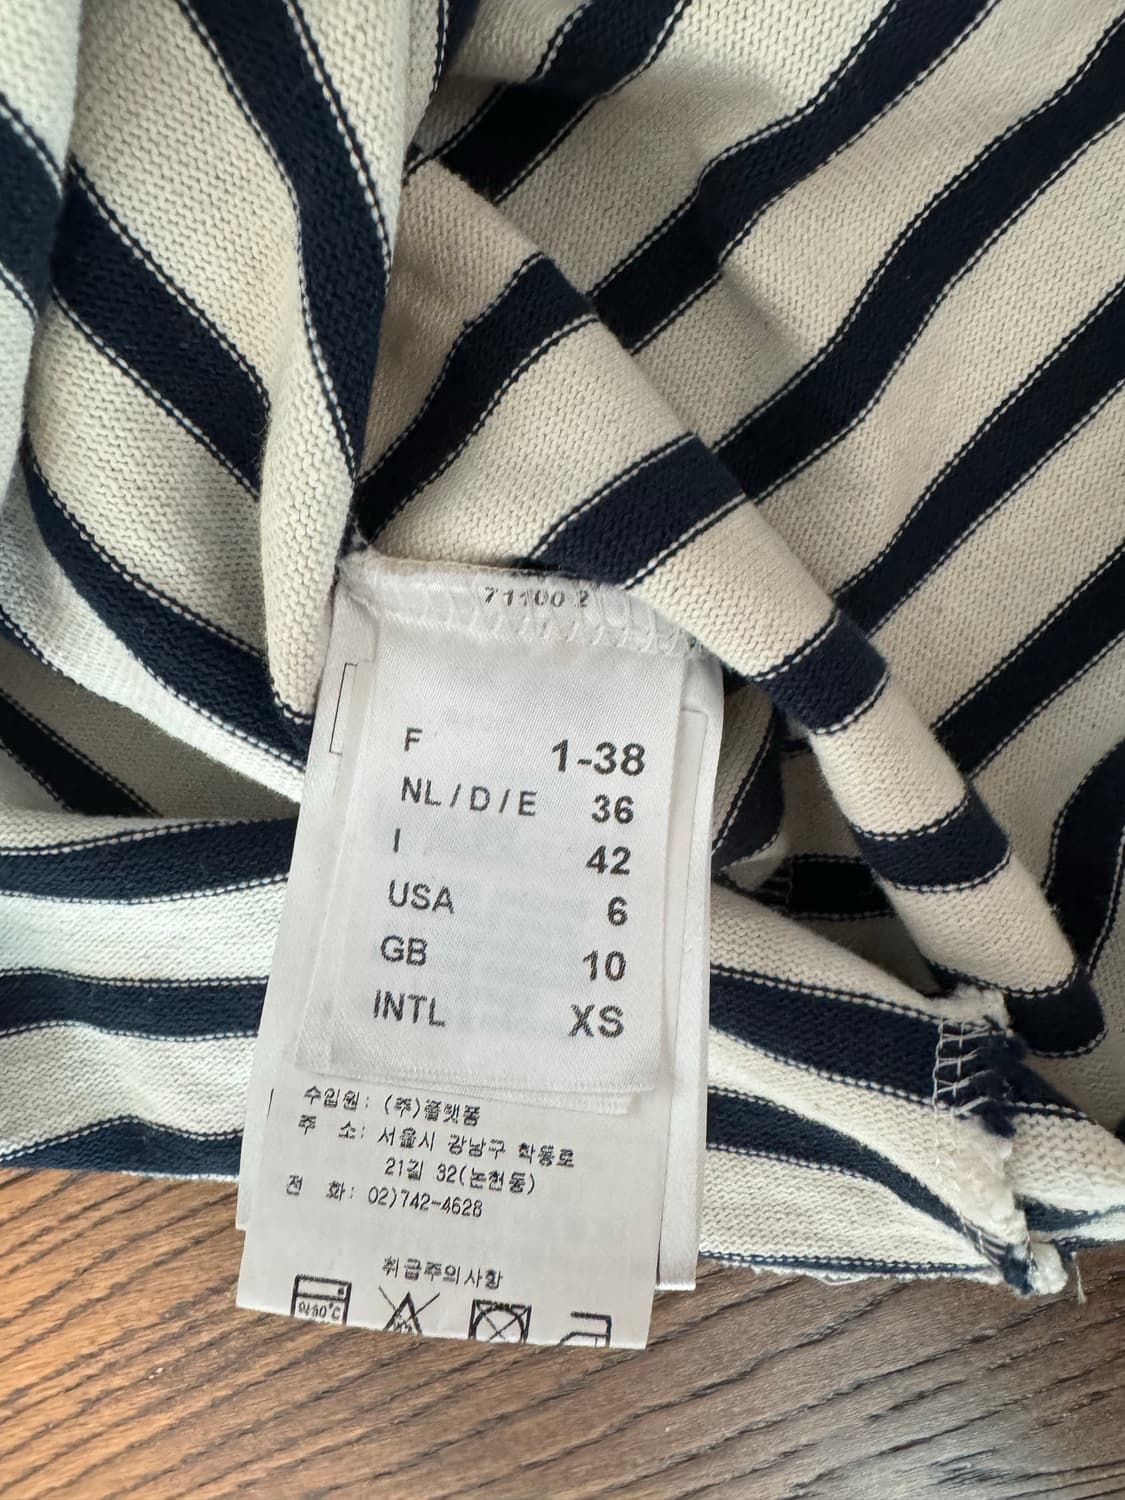 71100 2
F 1-38
NL/D/E 36
I 42
USA 6
GB 10
INTL XS
수입원: (주)플랫폼
주 소: 서울시 강남구 학동로
21길 32(논현동)
전 화: 02)742-4628
취급주의사항